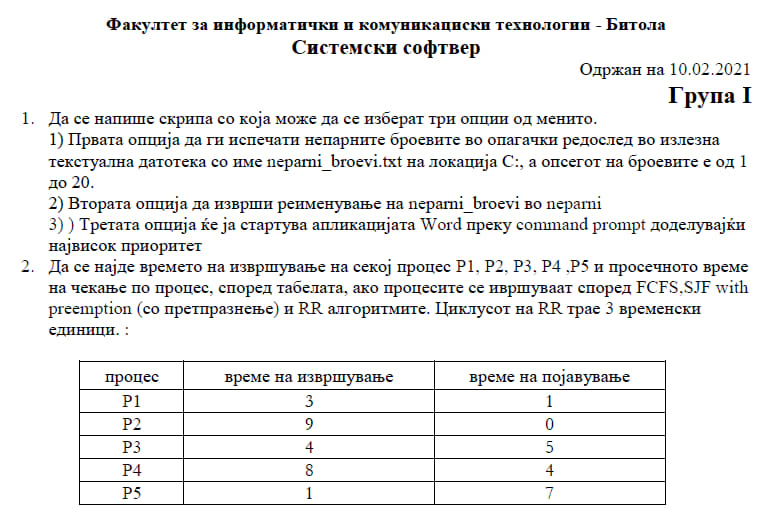 Факултет за информатички и комуникациски технологии - Битола
Системски софтвер
Одржан на 10.02.2021
Група I
1. Да се напише скрипа со која може да се изберат три опции од менито.
1) Првата опција да ги испечати непарните броевите во опагачки редослед во излезна
текстуална датотека со име neparni_broevi.txt на локација C:, а опсегот на броевите е од 1
до 20.
2) Втората опција да изврши реименување на neparni_broevi во neparni
3) ) Третата опција ќе ја стартува апликацијата Word преку command prompt доделувајќи
највисок приоритет
2. Да се најде времето на извршување на секој процес P1, P2, P3, P4 ,P5 и просечното време
на чекање по процес, според табелата, ако процесите се ивршуваат според FCFS,SJF with
preemption (со претпразнење) и RR алгоритмите. Циклусот на RR трае 3 временски
единици. :
процес време на извршување време на појавување
P1 3 1
P2 9 0
P3 4 5
P4 8 4
P5 1 7